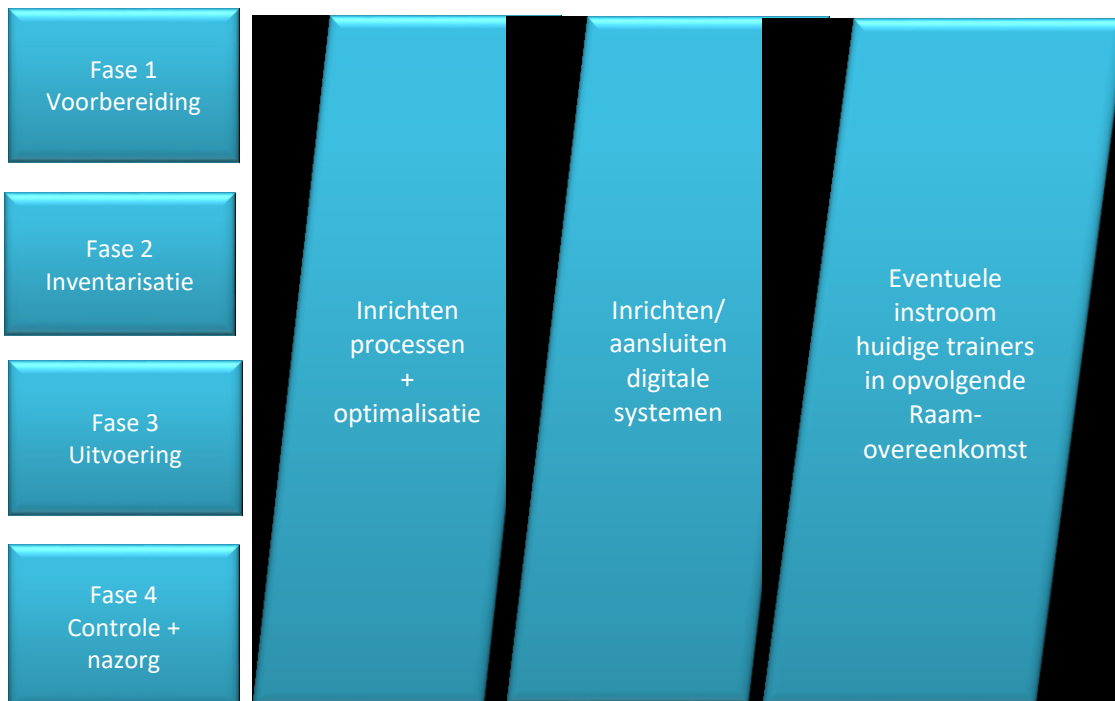 Fase 1
Voorbereiding
Fase 2
Inventarisatie
Fase 3
Uitvoering
Fase 4
Controle +
nazorg
Inrichten
processen
+
optimalisatie
Inrichten/
aansluiten
digitale
systemen
Eventuele
instroom
huidige trainers
in opvolgende
Raam-
overeenkomst